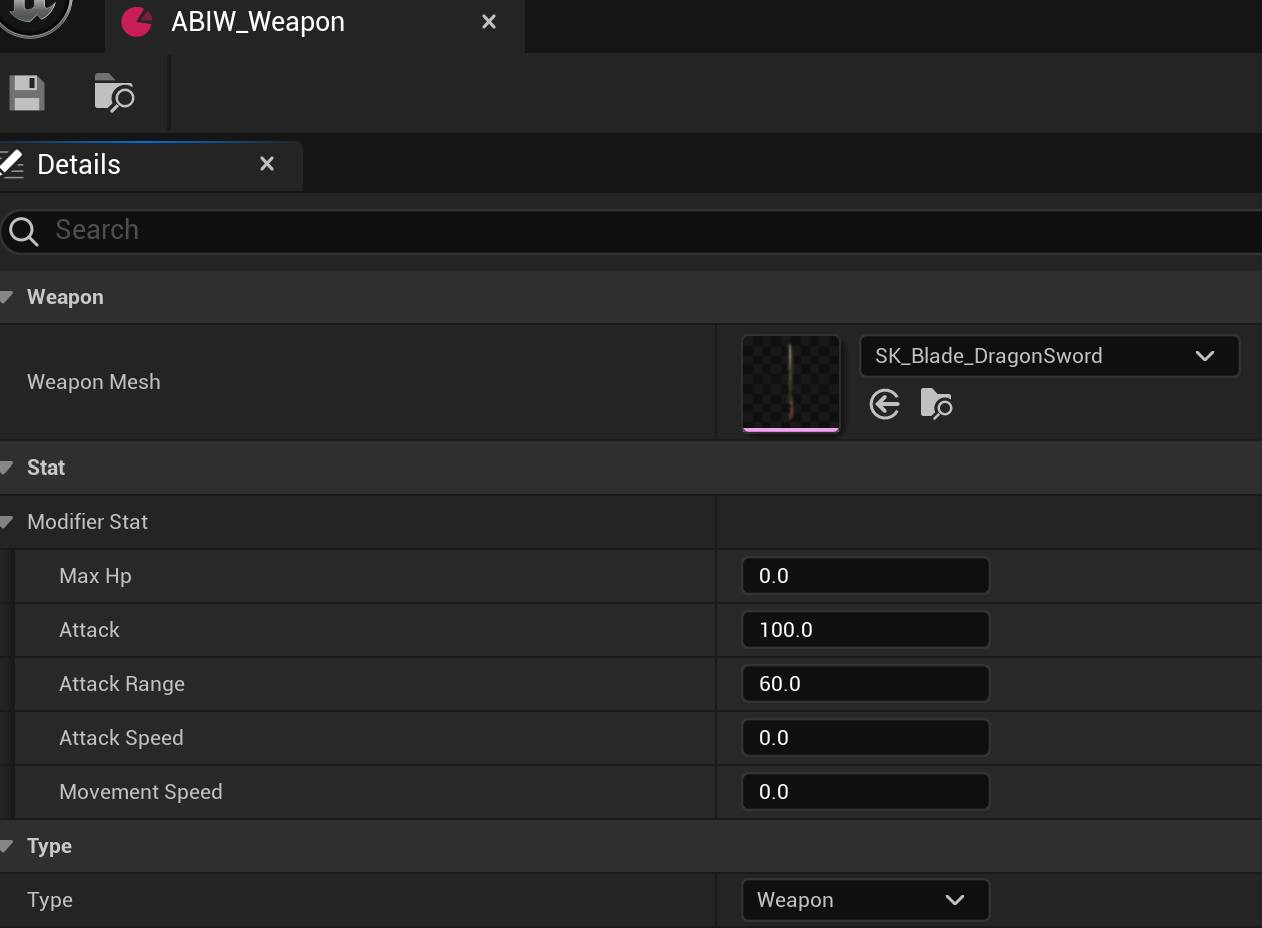 ABIW_Weapon
Details
Search
Weapon
Weapon Mesh
SK_Blade_DragonSword
Stat
Modifier Stat
Max Hp 0.0
Attack 100.0
Attack Range 60.0
Attack Speed 0.0
Movement Speed 0.0
Type
Type Weapon